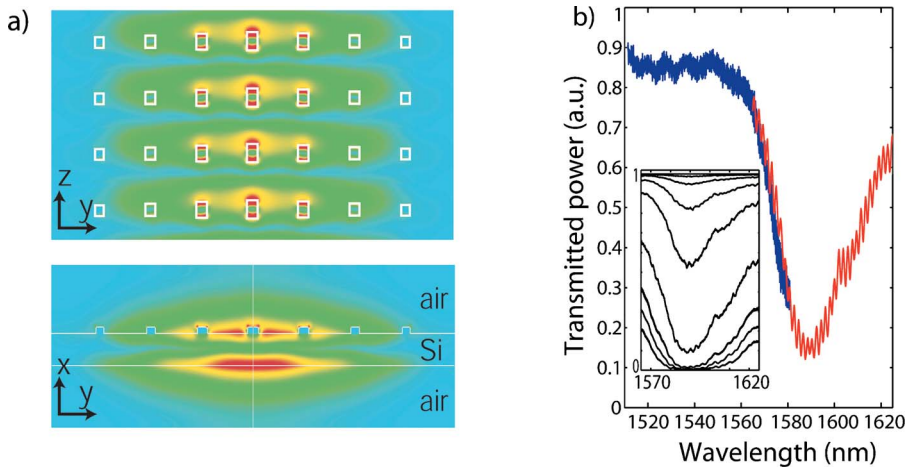 a)
z
y
air
Si
x
y
air
b)
Transmitted power (a.u.)
1
0.9
0.8
0.7
0.6
0.5
0.4
0.3
0.2
0.1
0
1
0
1570
1620
1520
1540
1560
1580
1600
1620
Wavelength (nm)